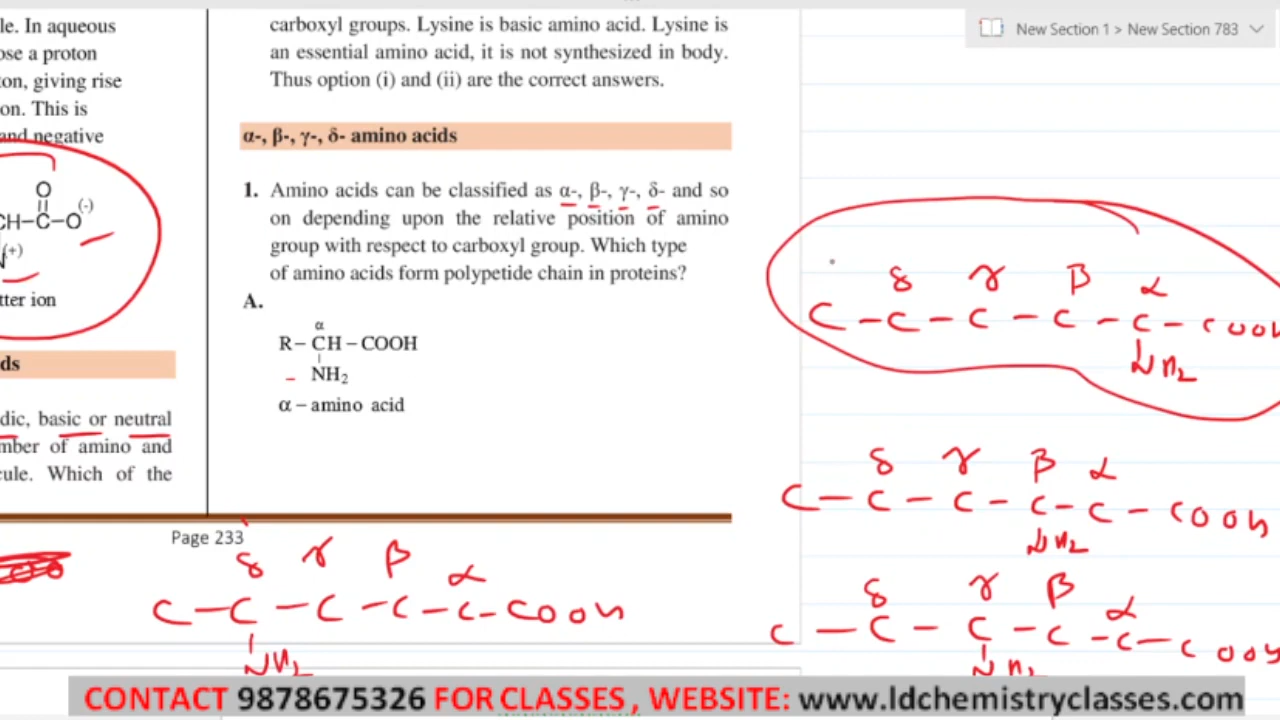 le. In aqueous
ose a proton
ton, giving rise
on. This is
and negative
O
CH–C–O(-)
(+)
tter ion
ds
dic, basic or neutral
mber of amino and
cule. Which of the
carboxyl groups. Lysine is basic amino acid. Lysine is
an essential amino acid, it is not synthesized in body.
Thus option (i) and (ii) are the correct answers.
α-, β-, γ-, δ- amino acids
1. Amino acids can be classified as α-, β-, γ-, δ- and so
on depending upon the relative position of amino
group with respect to carboxyl group. Which type
of amino acids form polypetide chain in proteins?
A.
α
R– CH – COOH
NH2
α – amino acid
Page 233
δ γ β α
C – C – C – C – C – COOH
NH2
New Section 1 > New Section 783
δ γ β α
C – C – C – C – C – COOH
NH2
δ γ β α
C – C – C – C – C – COOH
NH2
δ γ β α
C – C – C – C – C – COOH
NH2
CONTACT 9878675326 FOR CLASSES , WEBSITE: www.ldchemistryclasses.com